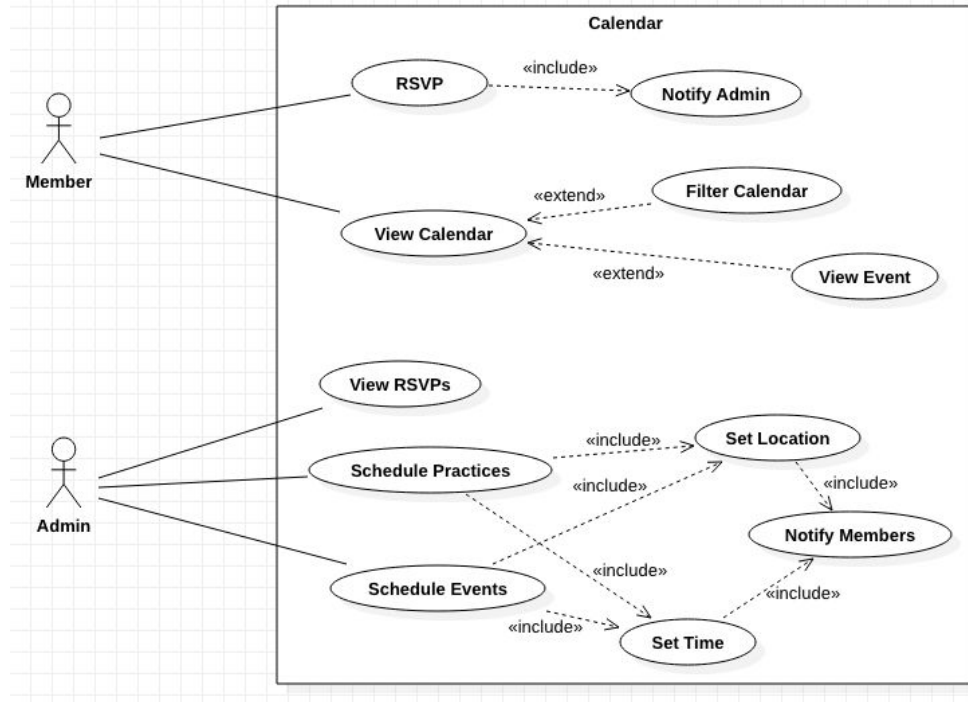 Calendar
RSVP
«include»
Notify Admin
Member
«extend»
Filter Calendar
View Calendar
«extend»
View Event
View RSVPs
«include»
Set Location
Schedule Practices
«include»
«include»
Admin
Notify Members
Schedule Events
«include»
«include»
«include»
Set Time